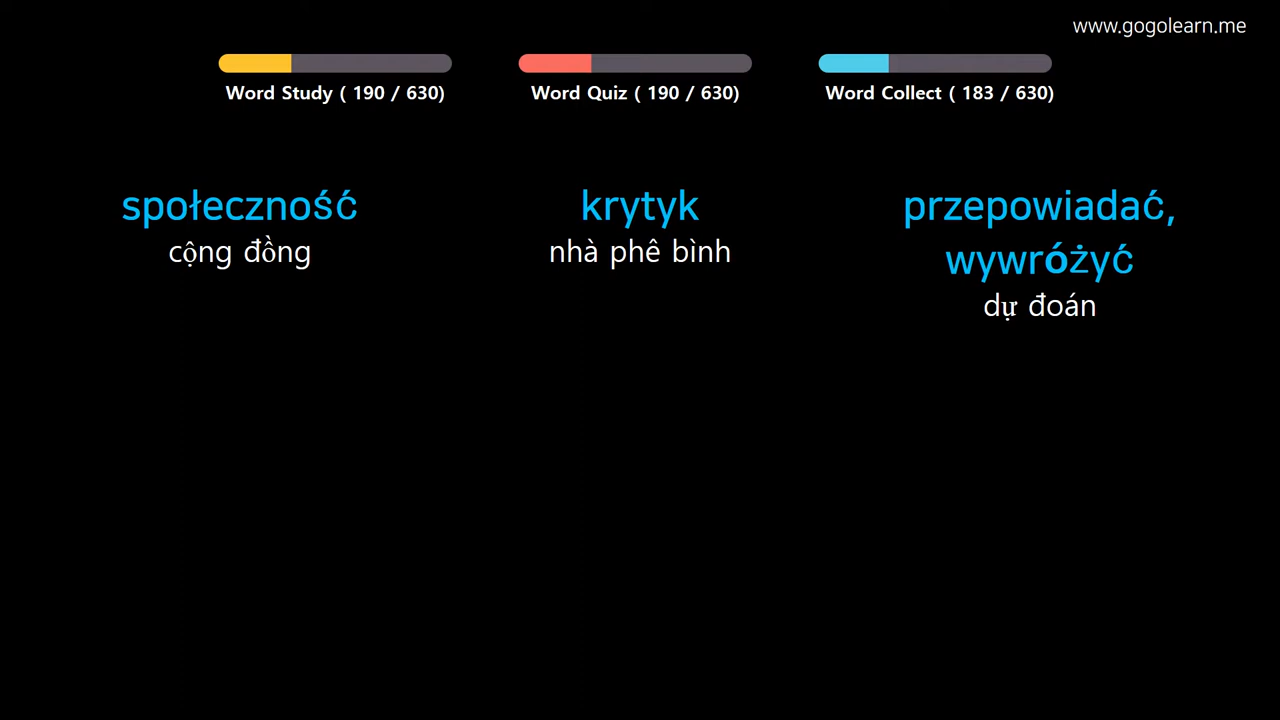 www.gogolearn.me
Word Study ( 190 / 630)
Word Quiz ( 190 / 630)
Word Collect ( 183 / 630)
społeczność
cộng đồng
krytyk
nhà phê bình
przepowiadać,
wywróżyć
dự đoán